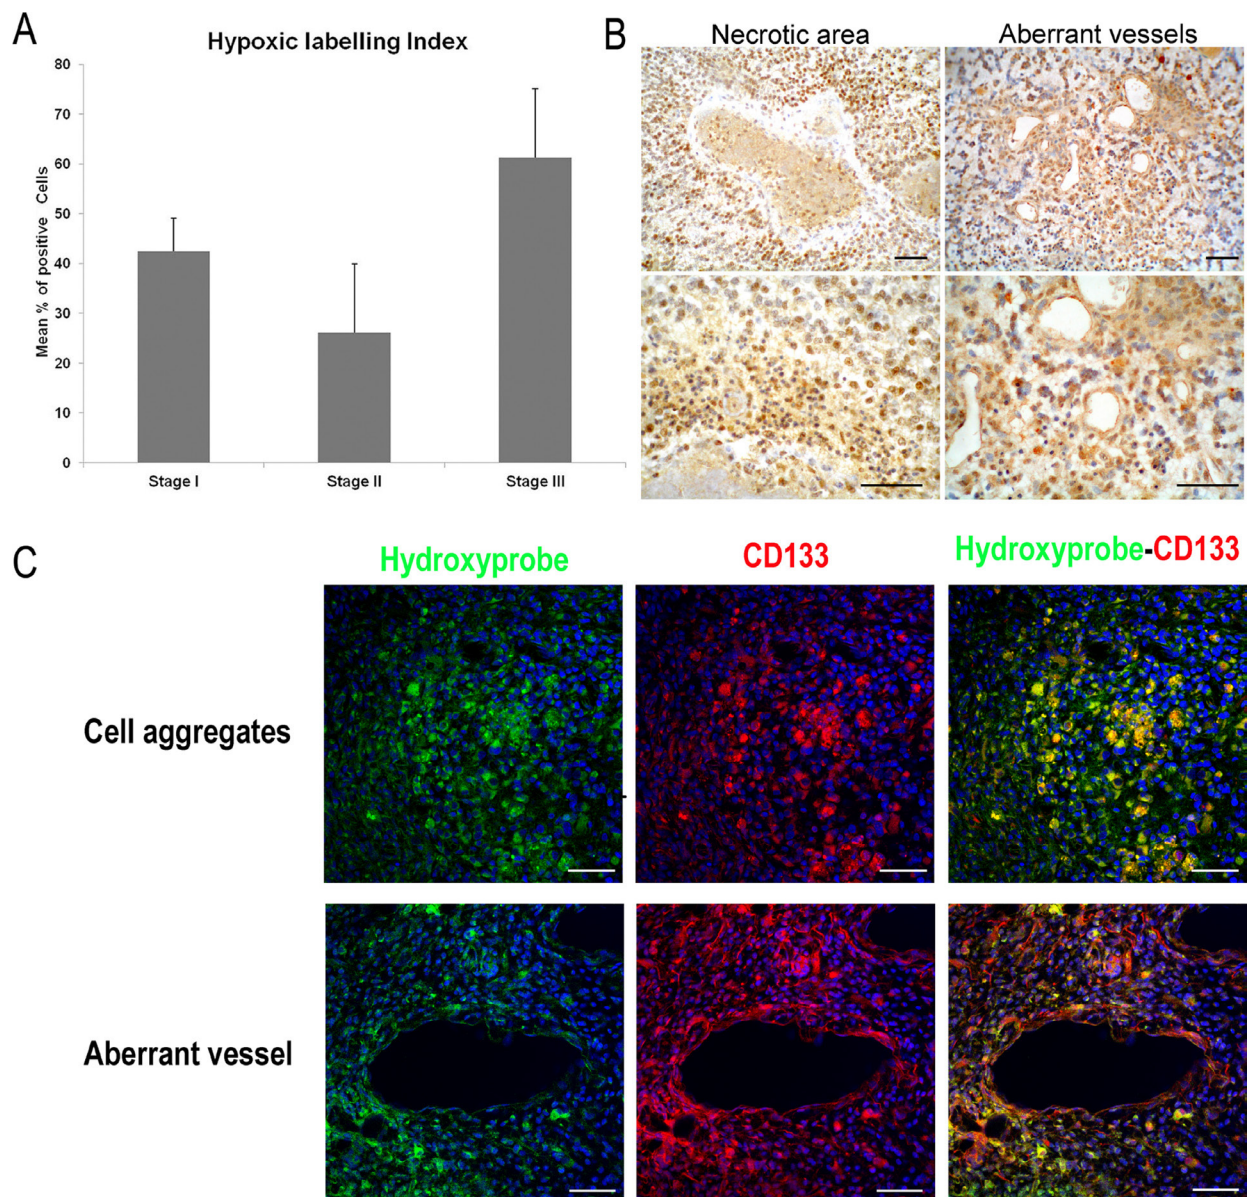 A
Hypoxic labelling Index
Mean % of positive Cells
80
70
60
50
40
30
20
10
0
Stage I
Stage II
Stage III
B
Necrotic area
Aberrant vessels
C
Hydroxyprobe
CD133
Hydroxyprobe-CD133
Cell aggregates
Aberrant vessel